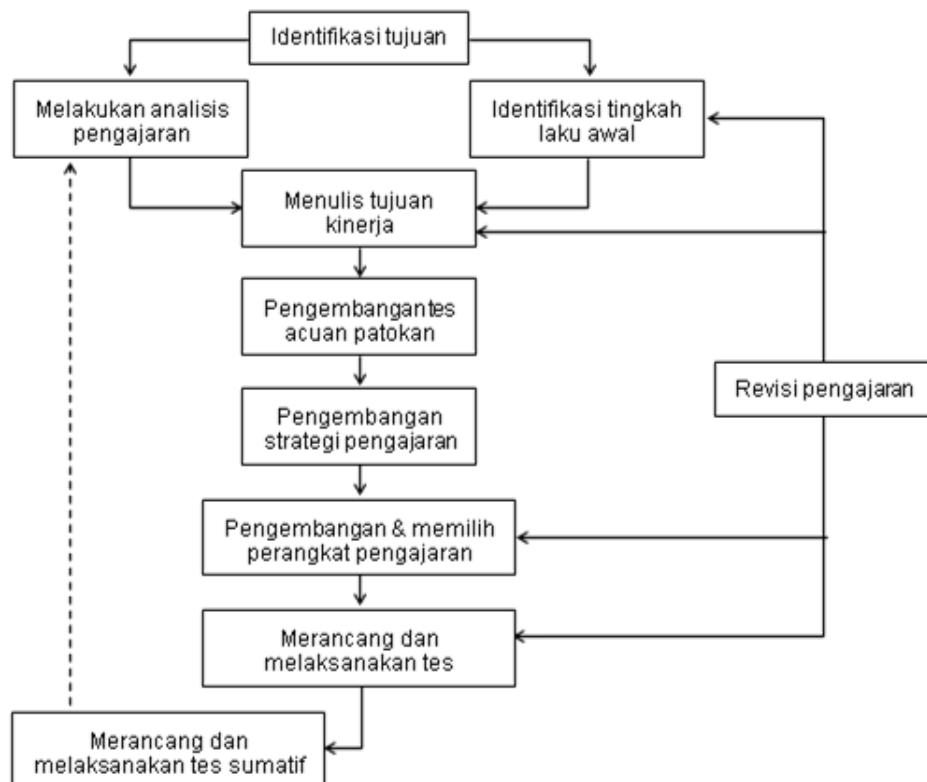 Identifikasi tujuan
Melakukan analisis
pengajaran
Identifikasi tingkah
laku awal
Menulis tujuan
kinerja
Pengembangantes
acuan patokan
Revisi pengajaran
Pengembangan
strategi pengajaran
Pengembangan & memilih
perangkat pengajaran
Merancang dan
melaksanakan tes
Merancang dan
melaksanakan tes sumatif